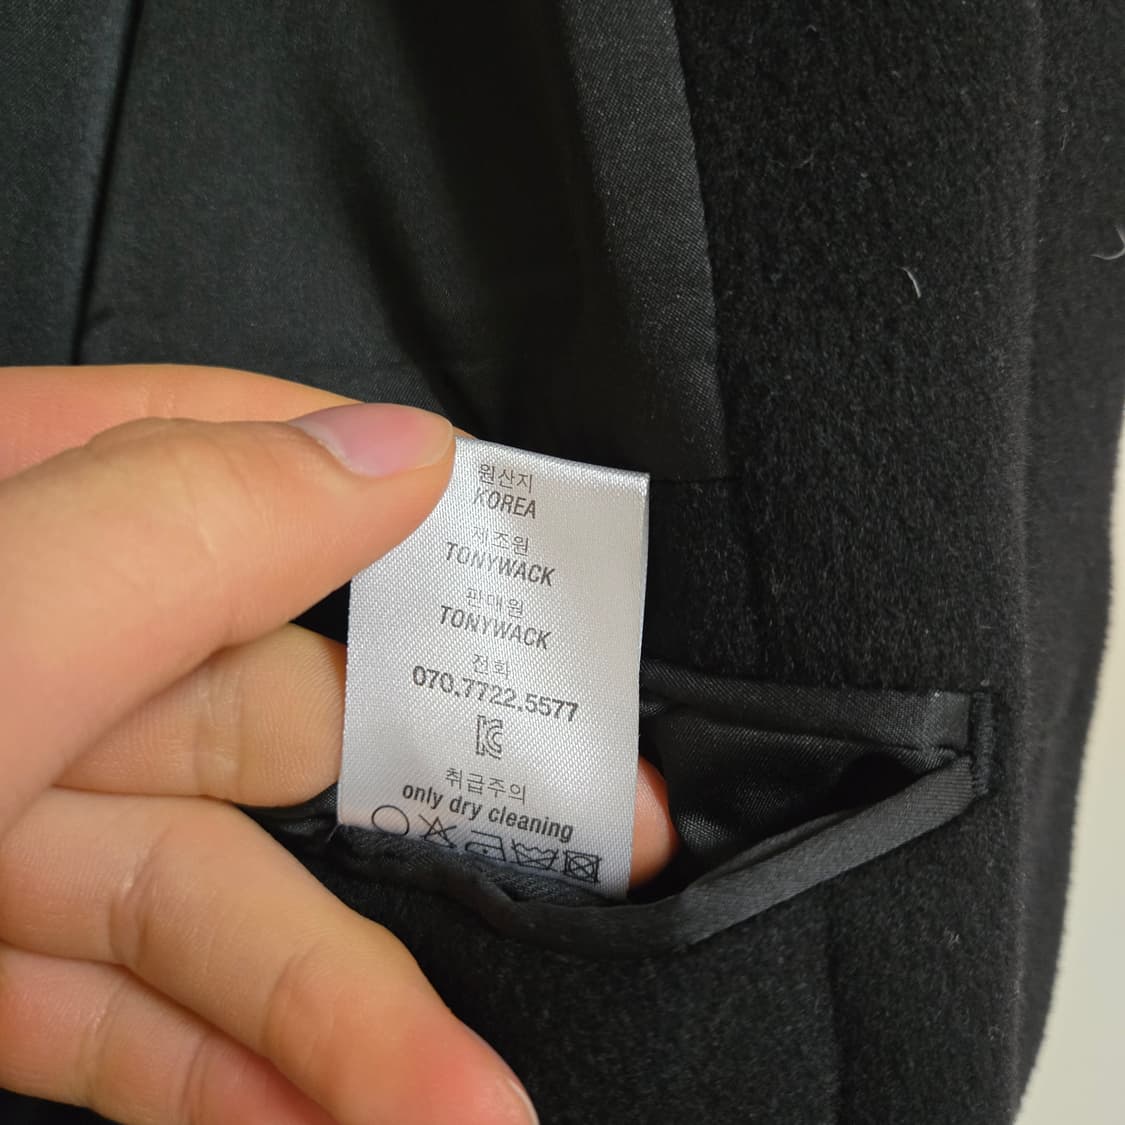 원산지
KOREA
제조원
TONYWACK
판매원
TONYWACK
전화
070.7722.5577
취급주의
only dry cleaning